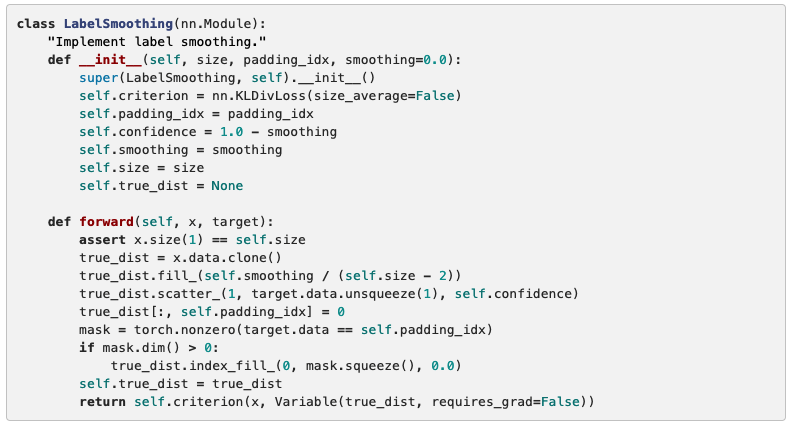 class LabelSmoothing(nn.Module):
    "Implement label smoothing."
    def __init__(self, size, padding_idx, smoothing=0.0):
        super(LabelSmoothing, self).__init__()
        self.criterion = nn.KLDivLoss(size_average=False)
        self.padding_idx = padding_idx
        self.confidence = 1.0 - smoothing
        self.smoothing = smoothing
        self.size = size
        self.true_dist = None

    def forward(self, x, target):
        assert x.size(1) == self.size
        true_dist = x.data.clone()
        true_dist.fill_(self.smoothing / (self.size - 2))
        true_dist.scatter_(1, target.data.unsqueeze(1), self.confidence)
        true_dist[:, self.padding_idx] = 0
        mask = torch.nonzero(target.data == self.padding_idx)
        if mask.dim() > 0:
            true_dist.index_fill_(0, mask.squeeze(), 0.0)
        self.true_dist = true_dist
        return self.criterion(x, Variable(true_dist, requires_grad=False))